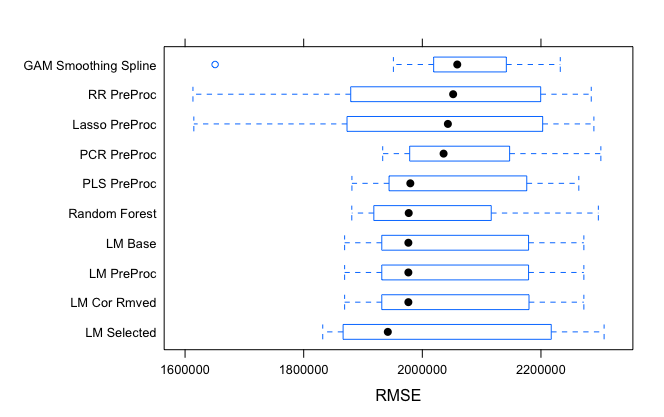 GAM Smoothing Spline
RR PreProc
Lasso PreProc
PCR PreProc
PLS PreProc
Random Forest
LM Base
LM PreProc
LM Cor Rmved
LM Selected
1600000 1800000 2000000 2200000
RMSE